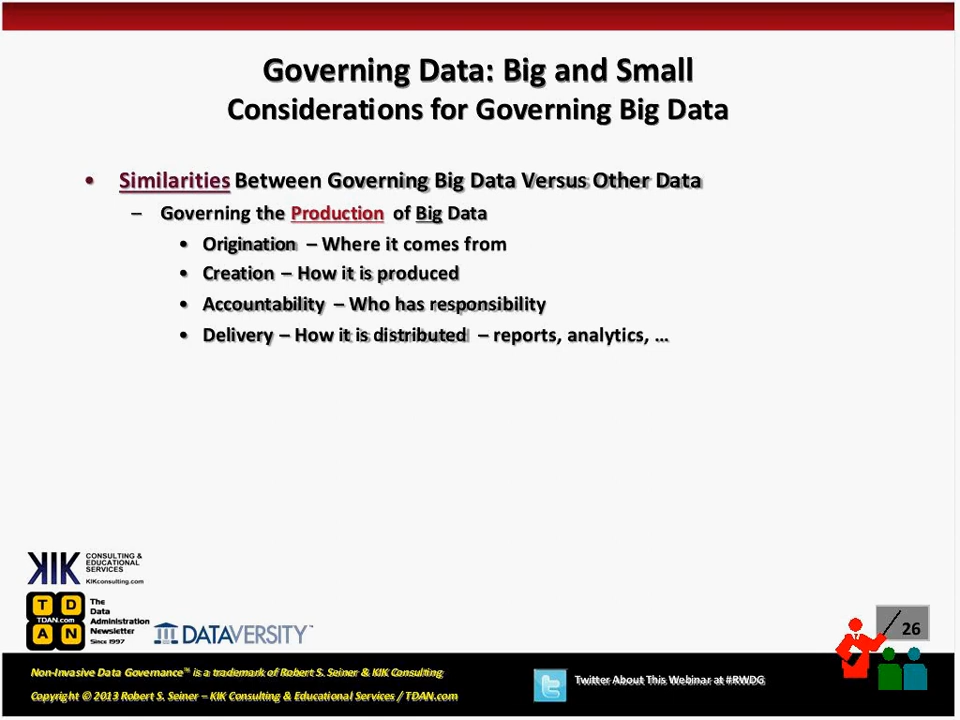 Governing Data: Big and Small
Considerations for Governing Big Data
• Similarities Between Governing Big Data Versus Other Data
– Governing the Production of Big Data
• Origination – Where it comes from
• Creation – How it is produced
• Accountability – Who has responsibility
• Delivery – How it is distributed – reports, analytics, …
KIK CONSULTING &
EDUCATIONAL
SERVICES
KIKconsulting.com
T D
TDAN.com
A N
The
Data
Administration
Newsletter
Since 1997
DATAVERSITY™
26
Non-Invasive Data Governance™ is a trademark of Robert S. Seiner & KIK Consulting
Copyright © 2013 Robert S. Seiner – KIK Consulting & Educational Services / TDAN.com
Twitter About This Webinar at #RWDG